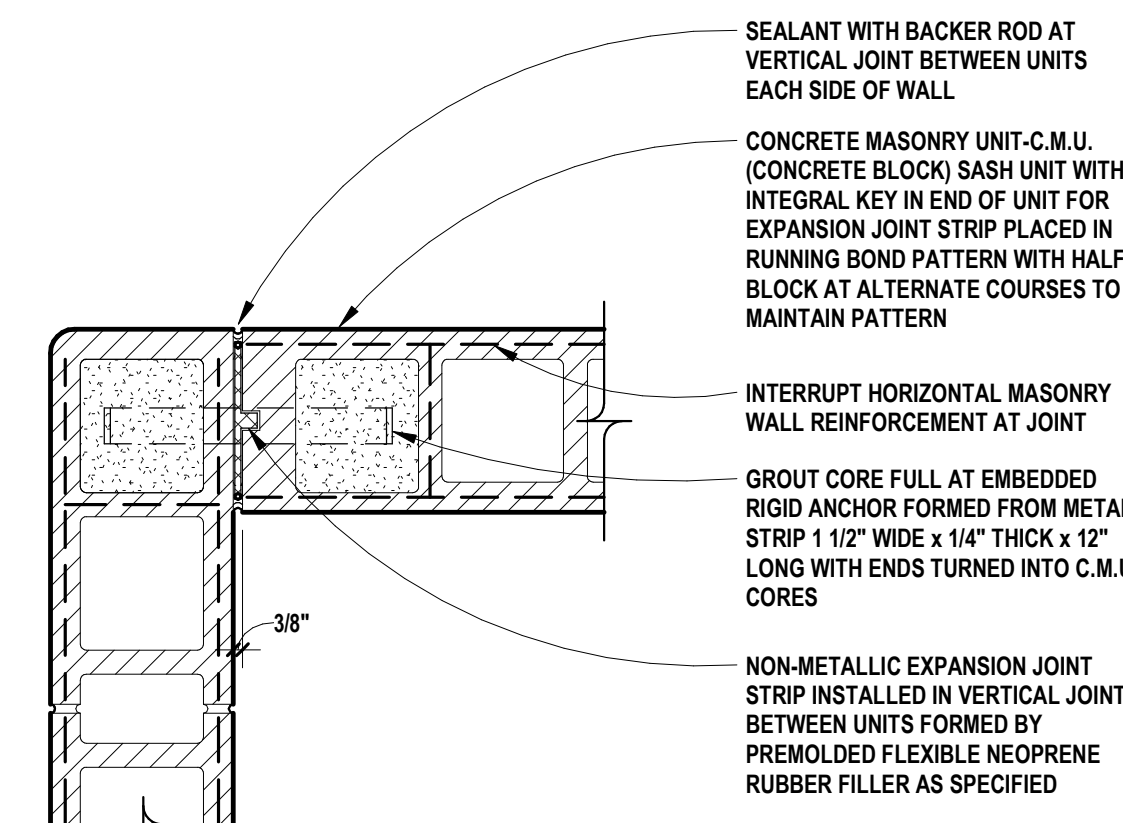 SEALANT WITH BACKER ROD AT
VERTICAL JOINT BETWEEN UNITS
EACH SIDE OF WALL
CONCRETE MASONRY UNIT-C.M.U.
(CONCRETE BLOCK) SASH UNIT WITH
INTEGRAL KEY IN END OF UNIT FOR
EXPANSION JOINT STRIP PLACED IN
RUNNING BOND PATTERN WITH HALF
BLOCK AT ALTERNATE COURSES TO
MAINTAIN PATTERN
INTERRUPT HORIZONTAL MASONRY
WALL REINFORCEMENT AT JOINT
GROUT CORE FULL AT EMBEDDED
RIGID ANCHOR FORMED FROM METAL
STRIP 1 1/2" WIDE x 1/4" THICK x 12"
LONG WITH ENDS TURNED INTO C.M.U
CORES
3/8"
NON-METALLIC EXPANSION JOINT
STRIP INSTALLED IN VERTICAL JOINT
BETWEEN UNITS FORMED BY
PREMOLDED FLEXIBLE NEOPRENE
RUBBER FILLER AS SPECIFIED